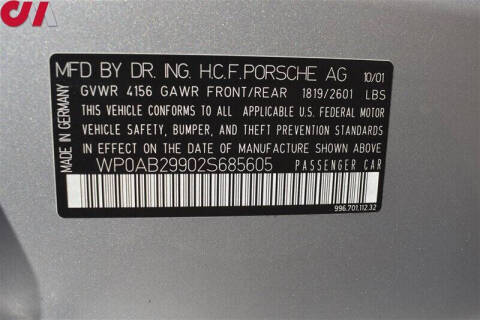 MFD BY DR. ING. H.C.F. PORSCHE AG 10/01
GVWR 4156 GAWR FRONT/REAR 1819/2601 LBS
THIS VEHICLE CONFORMS TO ALL APPLICABLE U.S. FEDERAL MOTOR
VEHICLE SAFETY, BUMPER, AND THEFT PREVENTION STANDARDS
IN EFFECT ON THE DATE OF MANUFACTURE SHOWN ABOVE
WP0AB29902S685605 PASSENGER CAR
996.701.112.32
MADE IN GERMANY